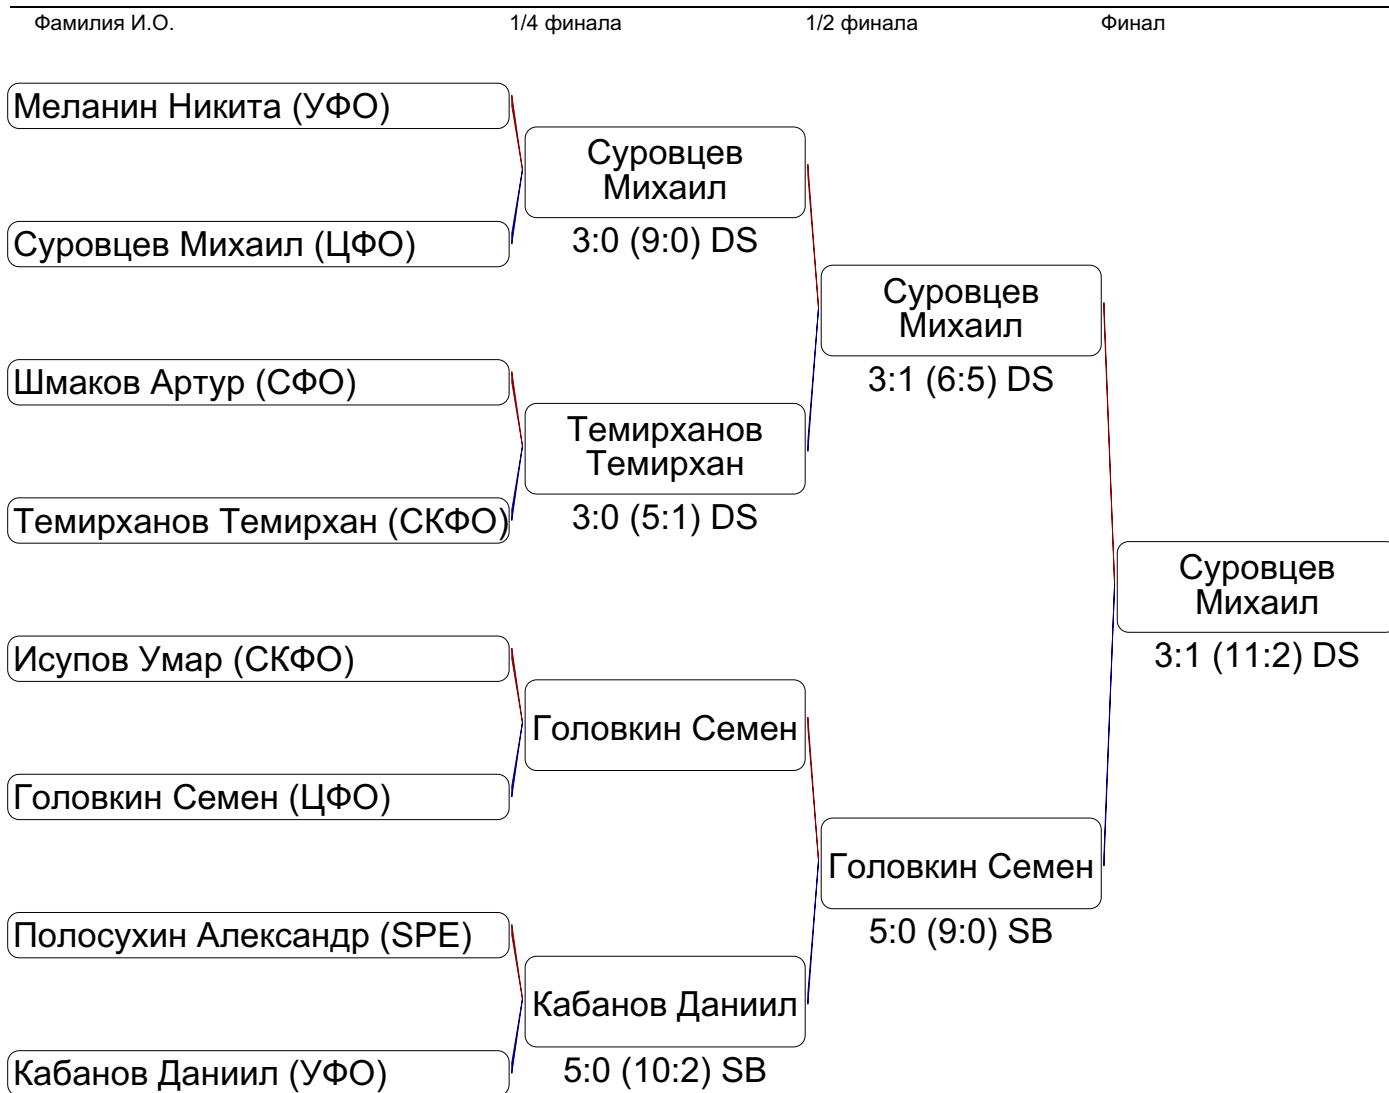 Фамилия И.О. 1/4 финала 1/2 финала Финал
Меланин Никита (УФО)
Суровцев
Михаил
3:0 (9:0) DS
Суровцев Михаил (ЦФО)
Суровцев
Михаил
3:1 (6:5) DS
Шмаков Артур (СФО)
Темирханов
Темирхан
3:0 (5:1) DS
Темирханов Темирхан (СКФО)
Суровцев
Михаил
3:1 (11:2) DS
Исупов Умар (СКФО)
Головкин Семен
Головкин Семен (ЦФО)
Головкин Семен
5:0 (9:0) SB
Полосухин Александр (SPE)
Кабанов Даниил
5:0 (10:2) SB
Кабанов Даниил (УФО)